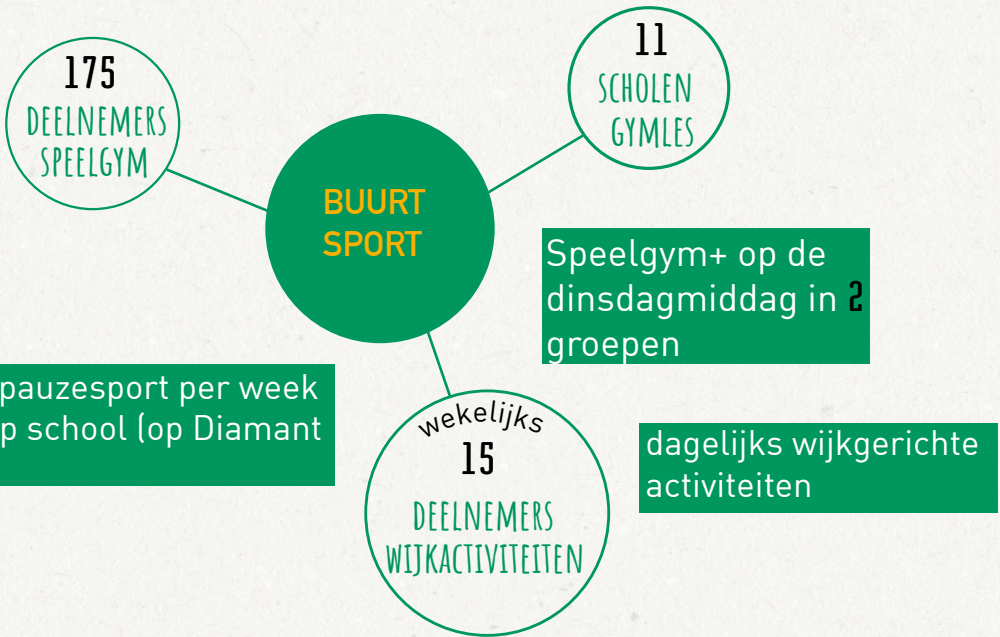 175
DEELNEMERS
SPEELGYM
11
SCHOLEN
GYMLES
BUURT
SPORT
Speelgym+ op de
dinsdagmiddag in 2
groepen
pauzesport per week
p school (op Diamant
wekelijks
15
DEELNEMERS
WIJKACTIVITEITEN
dagelijks wijkgerichte
activiteiten